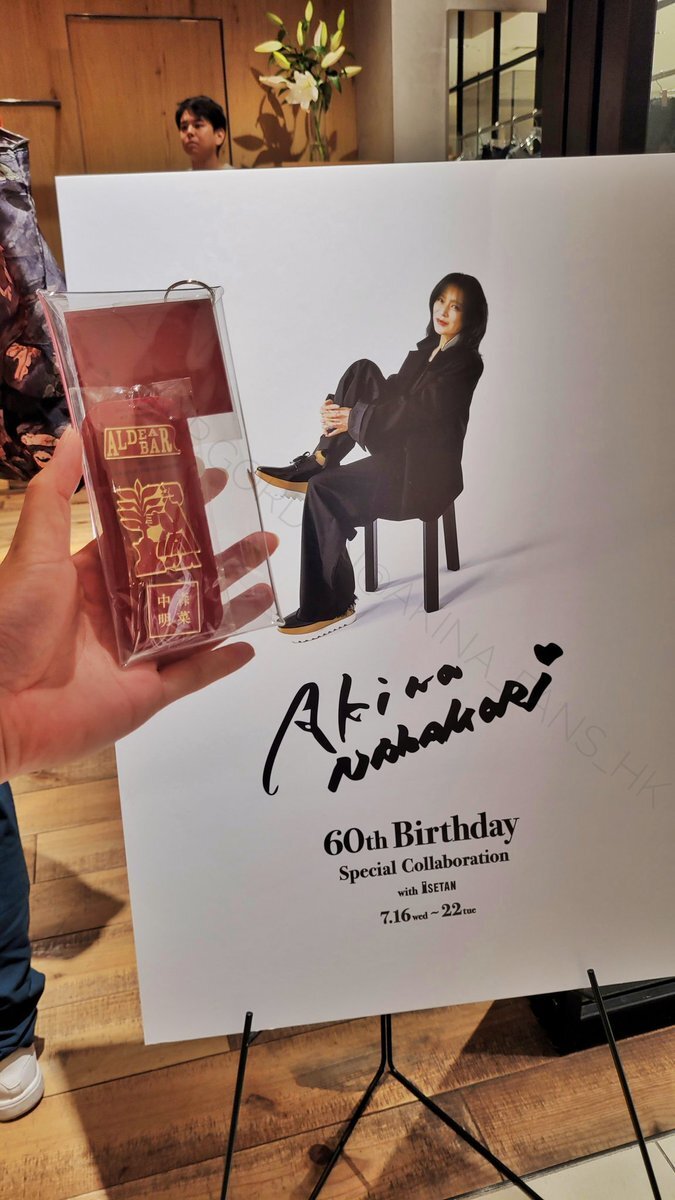 ALDEA
BAR
中森
明菜
Akina
NAKAMORI
60th Birthday
Special Collaboration
with ISETAN
7.16 wed ~ 22 tue
@AKINA_FANS_HK